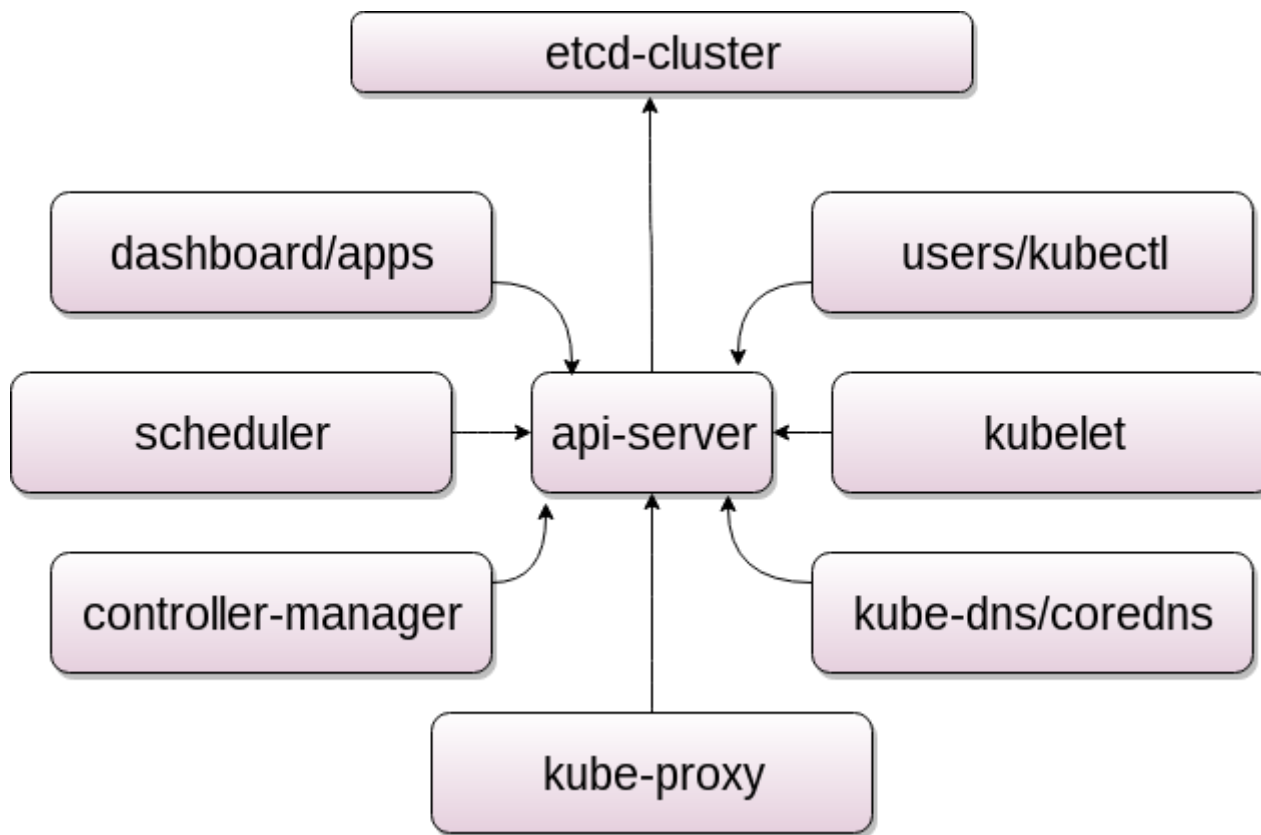 etcd-cluster
dashboard/apps
users/kubectl
scheduler
api-server
kubelet
controller-manager
kube-dns/coredns
kube-proxy